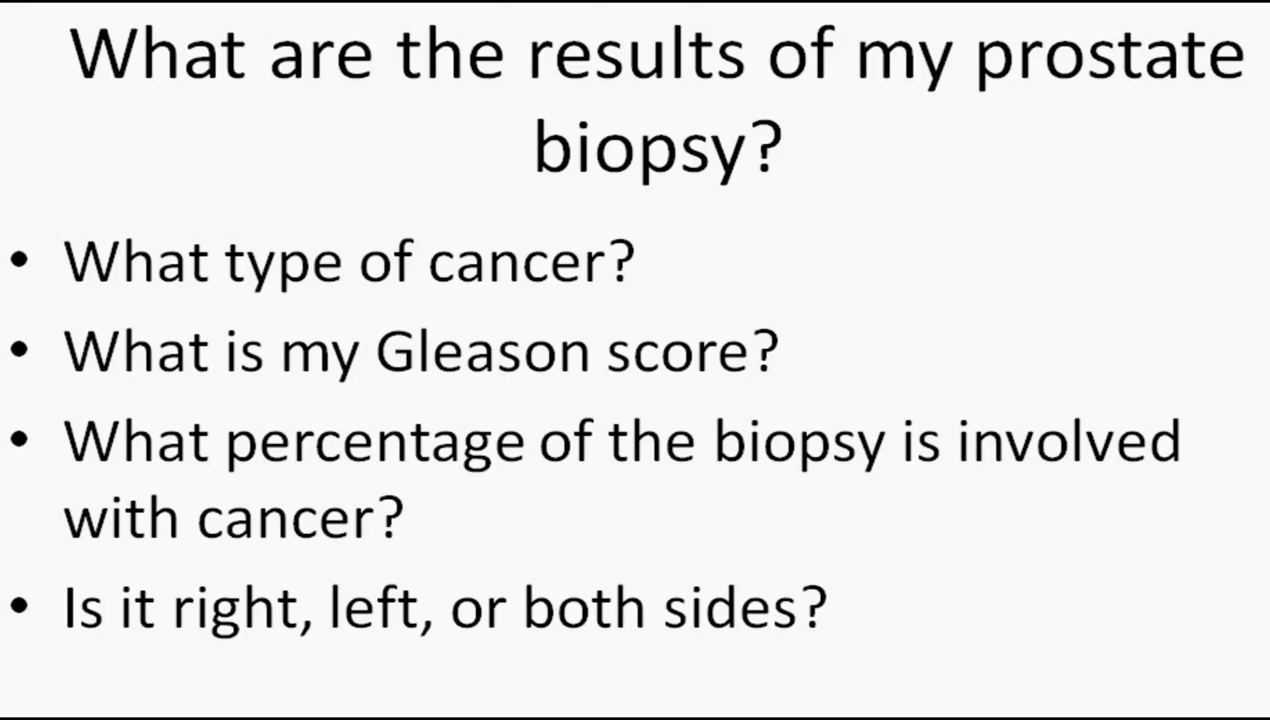 What are the results of my prostate
biopsy?
• What type of cancer?
• What is my Gleason score?
• What percentage of the biopsy is involved
with cancer?
• Is it right, left, or both sides?